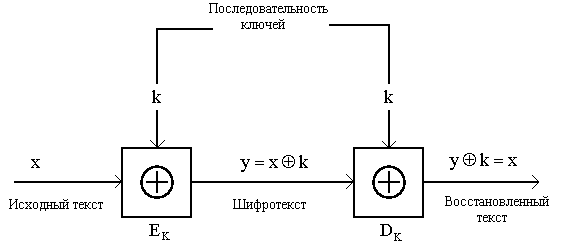 Последовательность
ключей
k
k
x
y = x ⊕ k
y ⊕ k = x
Исходный текст
Шифротекст
Восстановленный
текст
E_K
D_K